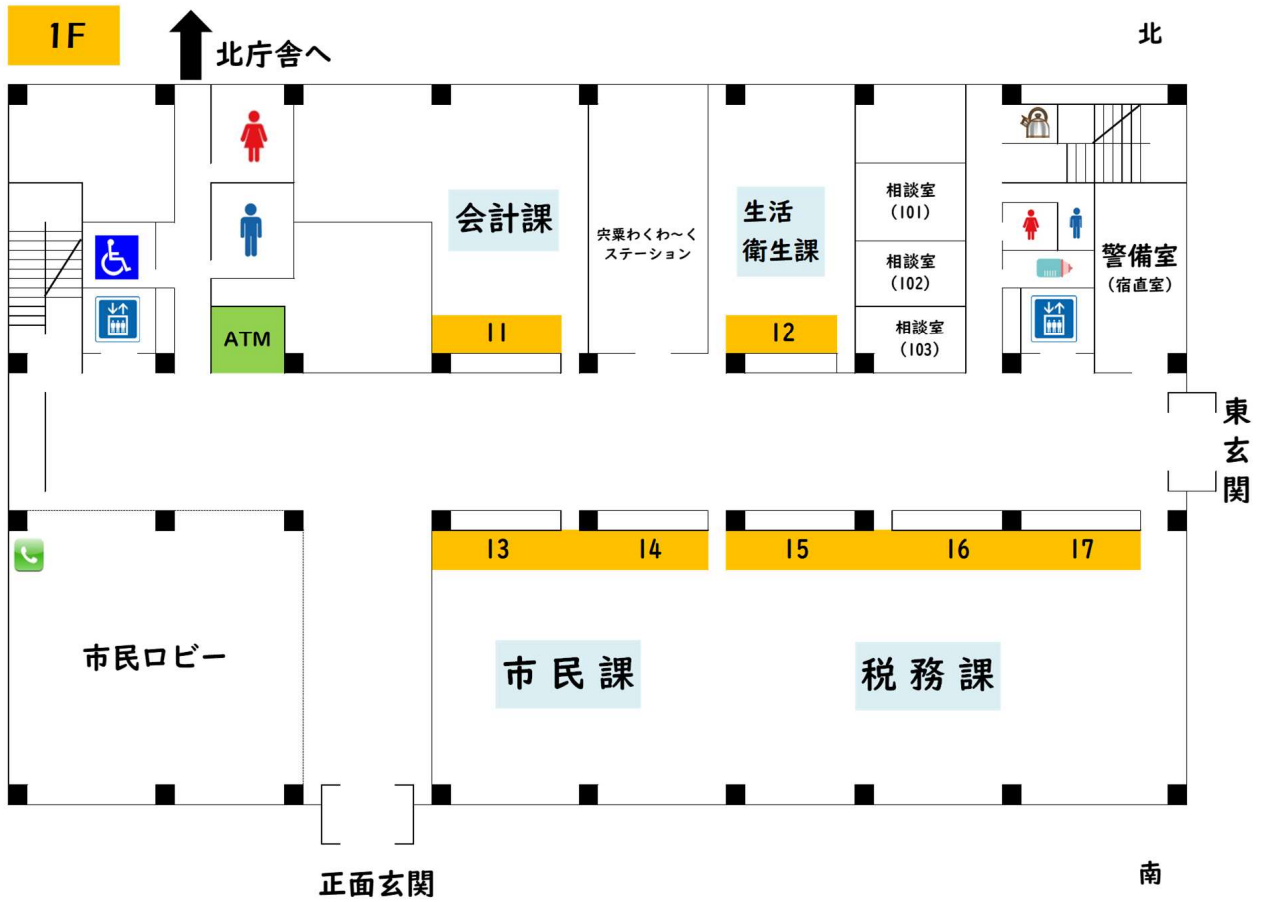 1F
北庁舎へ
北
会計課
宍粟わくわ~く
ステーション
生活
衛生課
相談室
(101)
相談室
(102)
相談室
(103)
警備室
(宿直室)
ATM
11
12
東玄関
13
14
15
16
17
市民ロビー
市民課
税務課
正面玄関
南